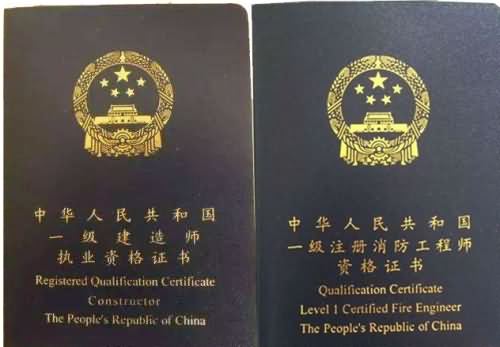 中华人民共和国
一级建造师
执业资格证书
Registered Qualification Certificate
Constructor
The People's Republic of China
中华人民共和国
一级注册消防工程师
资格证书
Qualification Certificate
Level 1 Certified Fire Engineer
The People's Republic of China